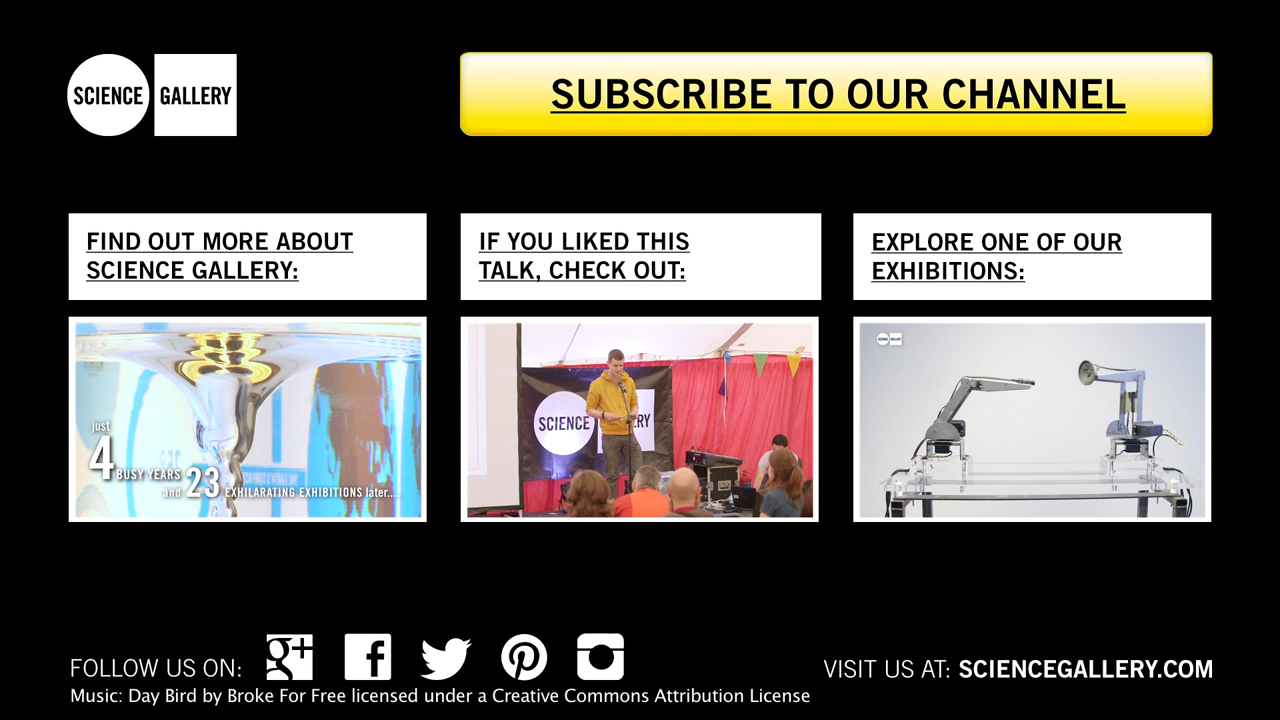 SCIENCE GALLERY
SUBSCRIBE TO OUR CHANNEL
FIND OUT MORE ABOUT
SCIENCE GALLERY:
IF YOU LIKED THIS
TALK, CHECK OUT:
EXPLORE ONE OF OUR
EXHIBITIONS:
just
4 BUSY YEARS
and 23 EXHILARATING EXHIBITIONS later....
SCIENCE
SCIENCE GALLERY
FOLLOW US ON:
VISIT US AT: SCIENCEGALLERY.COM
Music: Day Bird by Broke For Free licensed under a Creative Commons Attribution License